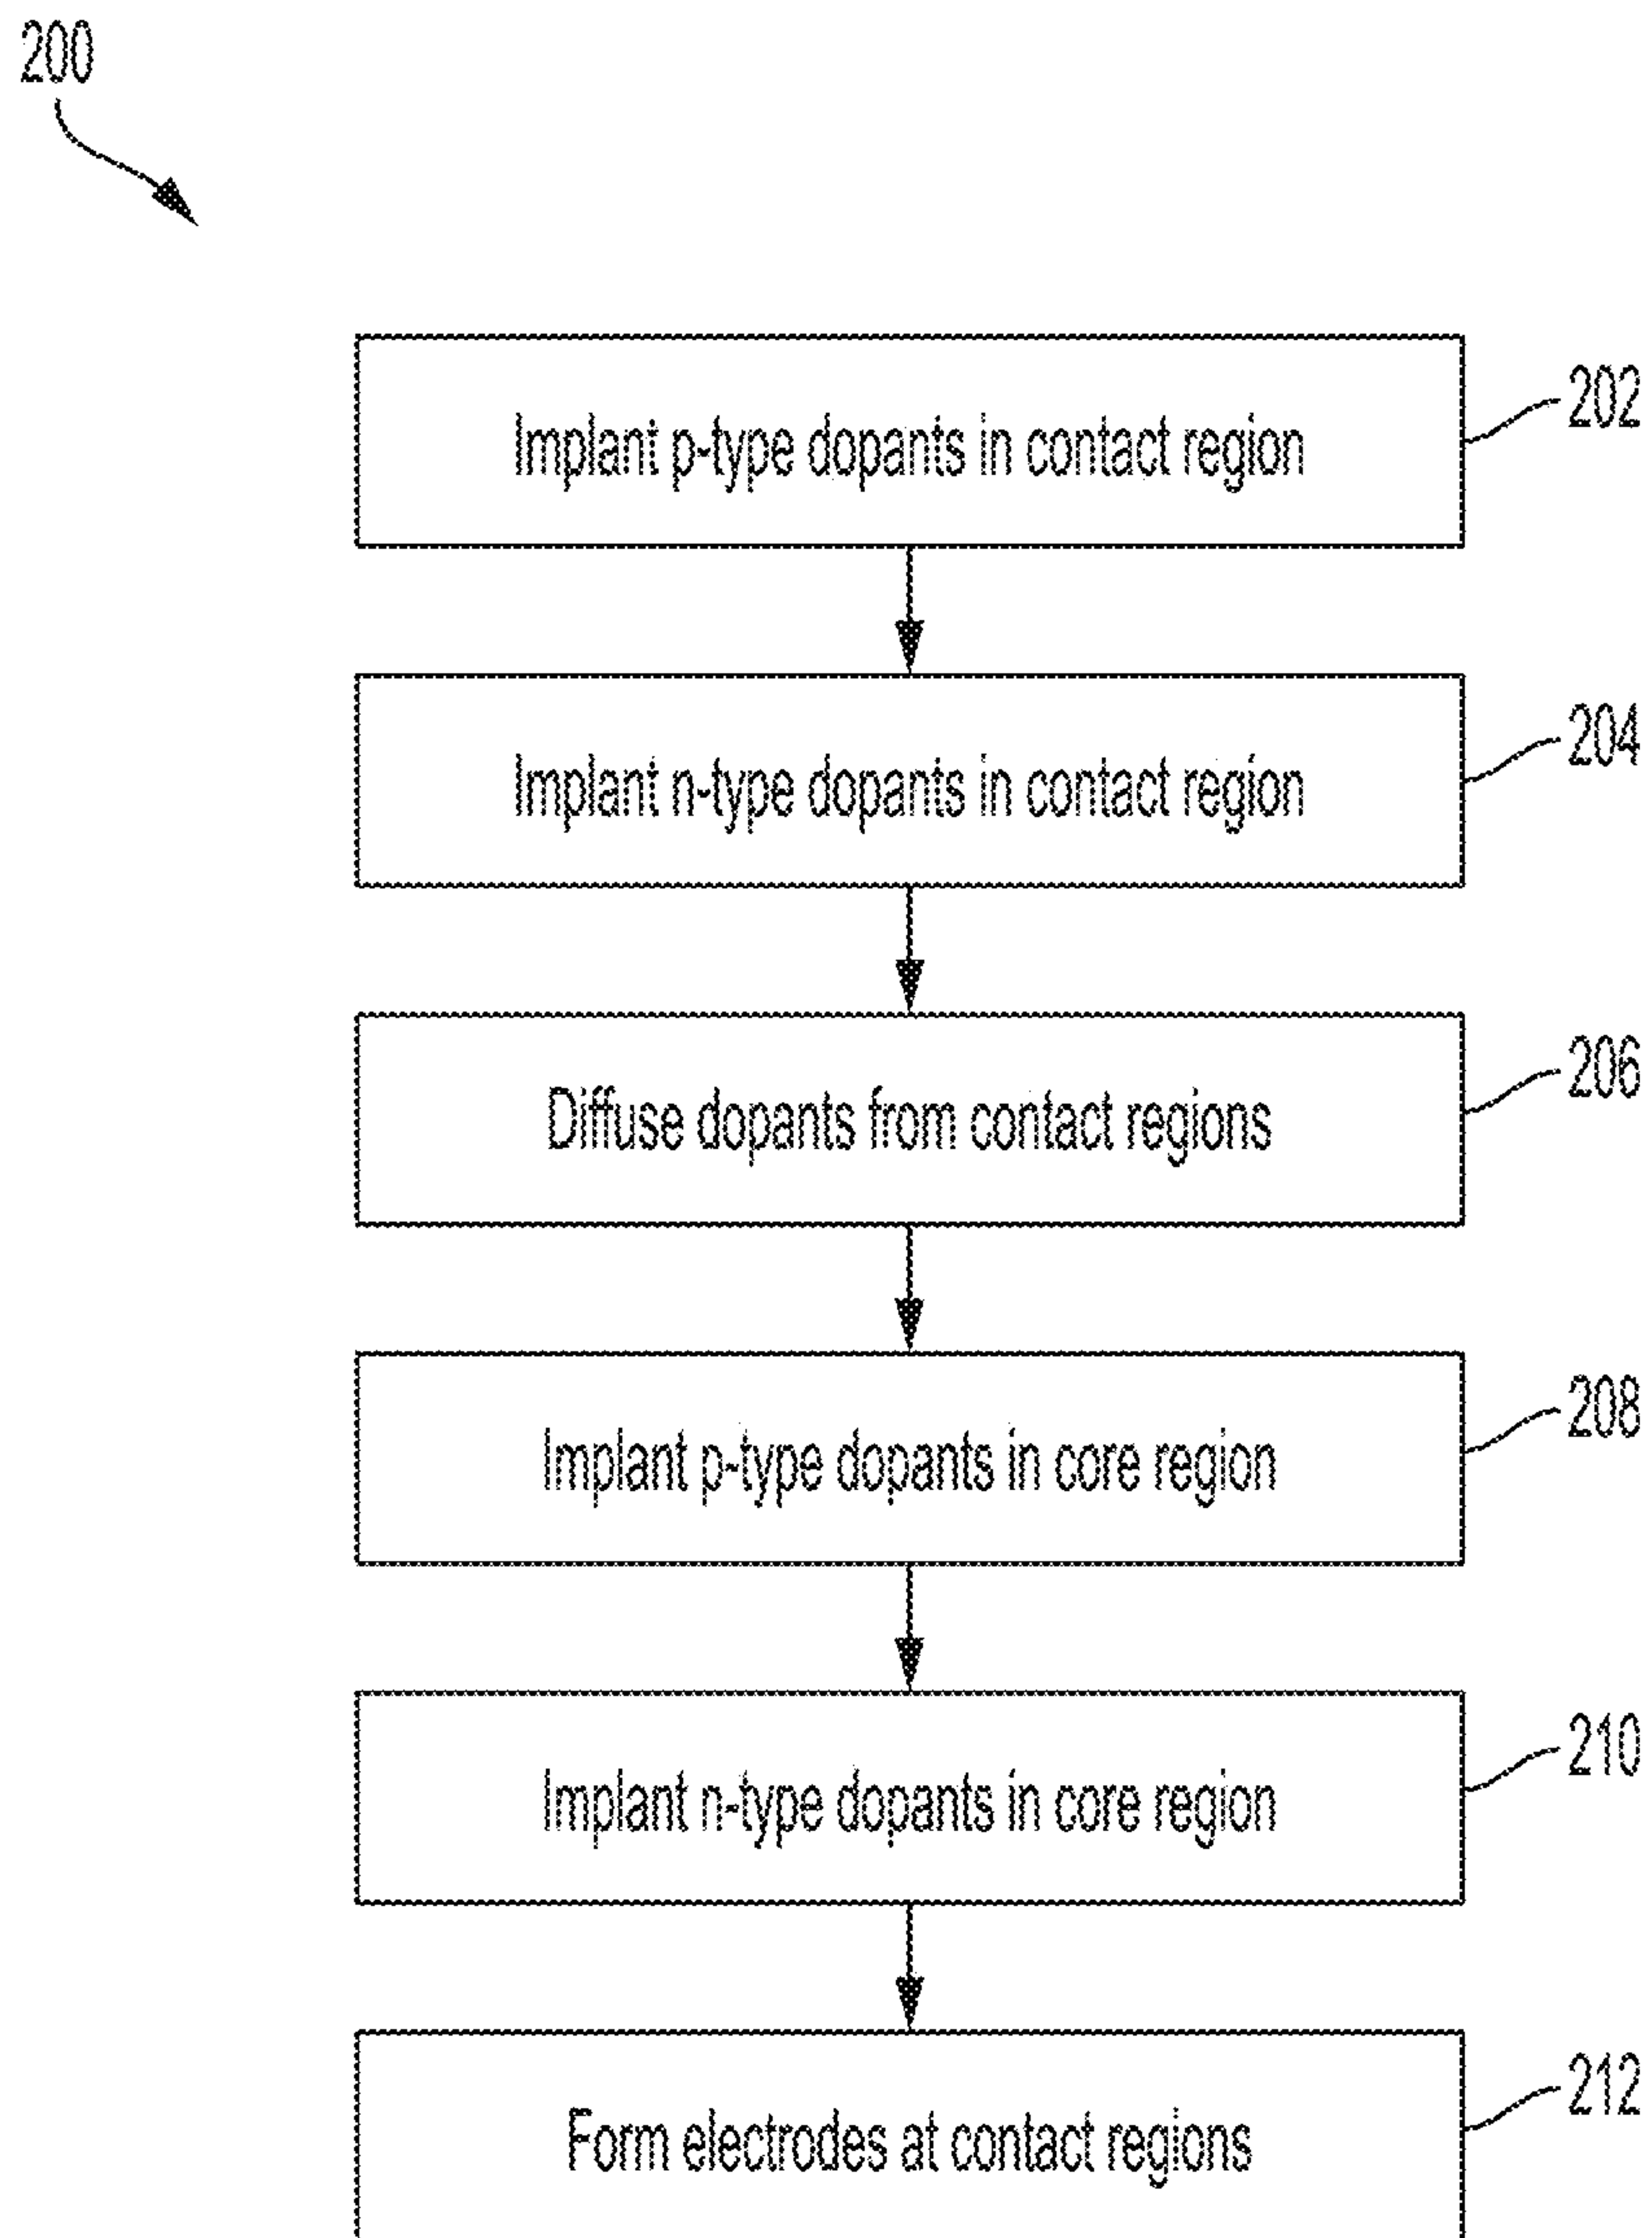 200
Implant p-type dopants in contact region
202
Implant n-type dopants in contact region
204
Diffuse dopants from contact regions
206
Implant p-type dopants in core region
208
Implant n-type dopants in core region
210
Form electrodes at contact regions
212